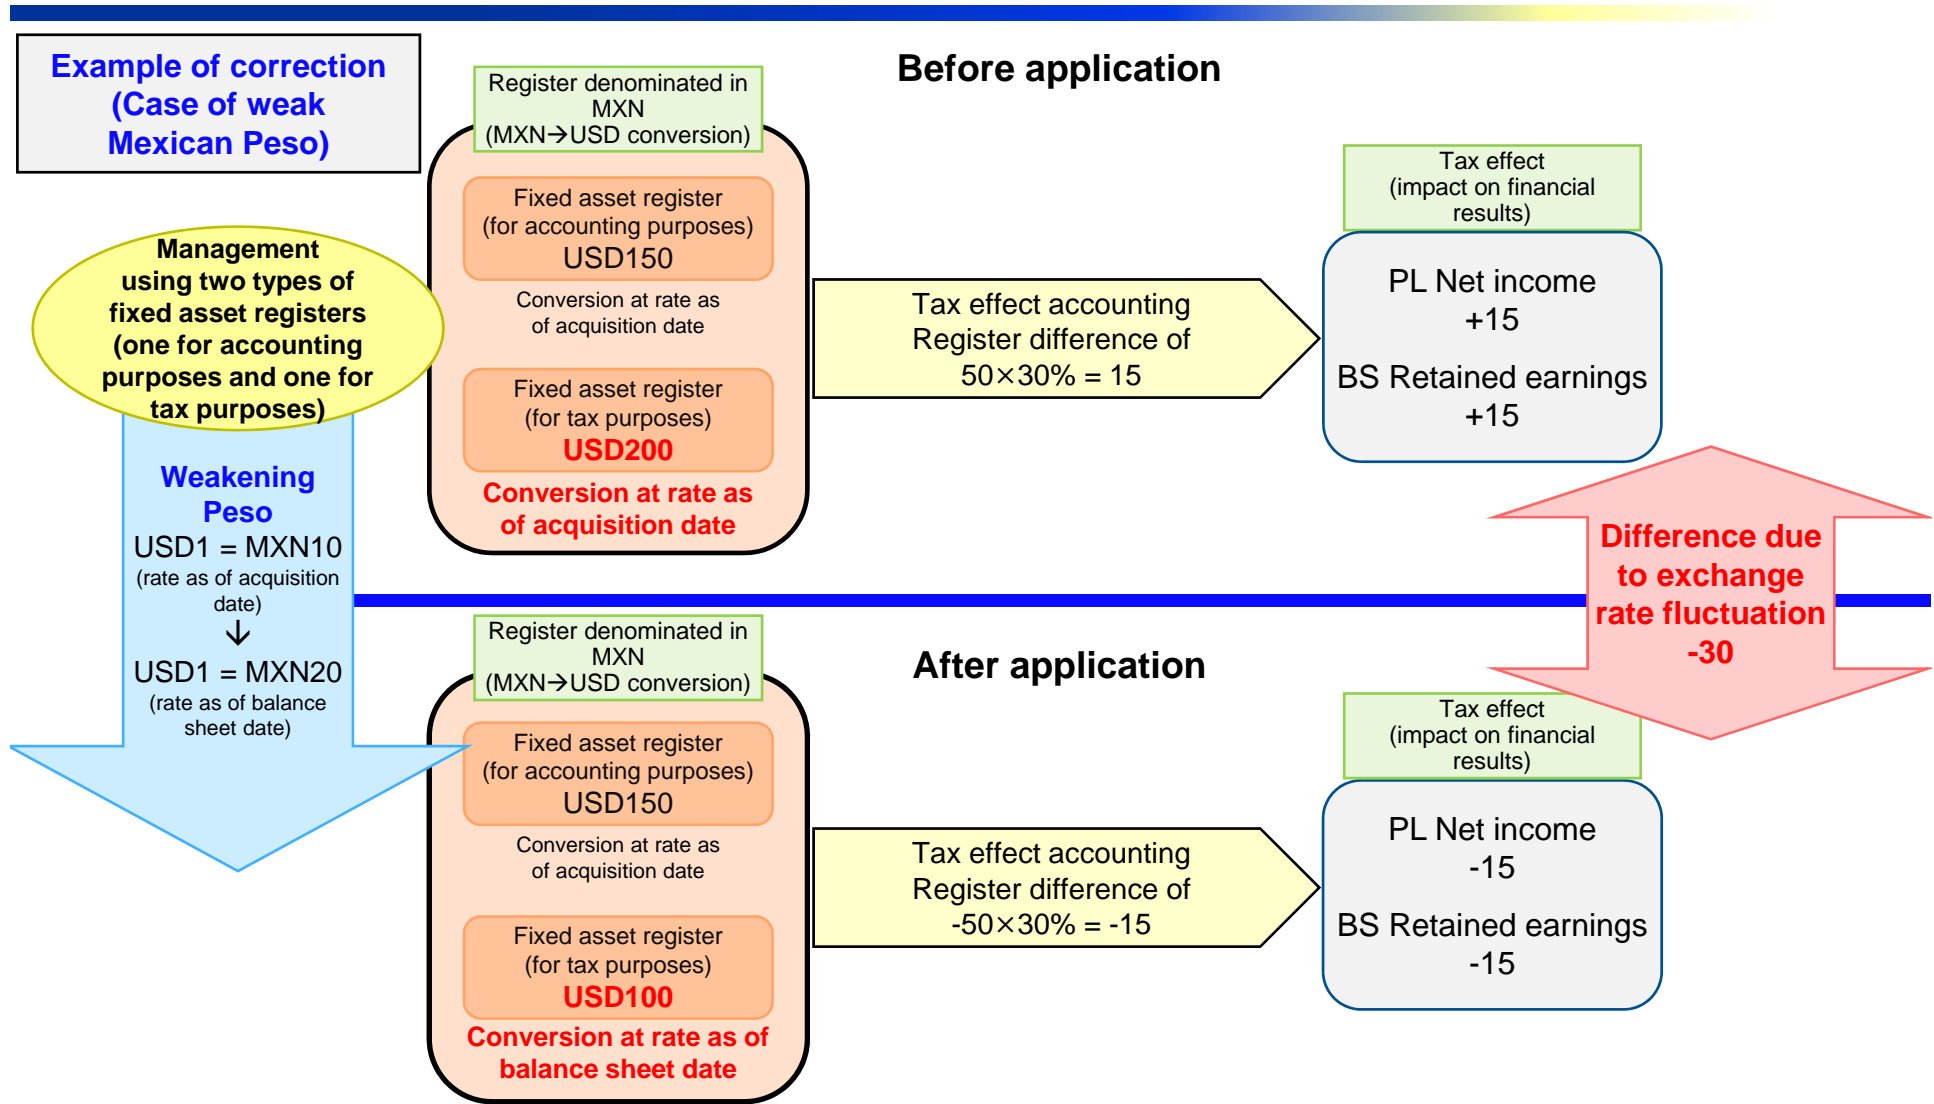 Example of correction
(Case of weak
Mexican Peso)
Before application
Register denominated in
MXN
(MXN→USD conversion)
Fixed asset register
(for accounting purposes)
USD150
Conversion at rate as
of acquisition date
Fixed asset register
(for tax purposes)
USD200
Conversion at rate as
of acquisition date
Tax effect accounting
Register difference of
50×30% = 15
Tax effect
(impact on financial
results)
PL Net income
+15
BS Retained earnings
+15
Management
using two types of
fixed asset registers
(one for accounting
purposes and one for
tax purposes)
Weakening
Peso
USD1 = MXN10
(rate as of acquisition
date)
↓
USD1 = MXN20
(rate as of balance
sheet date)
Difference due
to exchange
rate fluctuation
-30
After application
Register denominated in
MXN
(MXN→USD conversion)
Fixed asset register
(for accounting purposes)
USD150
Conversion at rate as
of acquisition date
Fixed asset register
(for tax purposes)
USD100
Conversion at rate as of
balance sheet date
Tax effect accounting
Register difference of
-50×30% = -15
Tax effect
(impact on financial
results)
PL Net income
-15
BS Retained earnings
-15